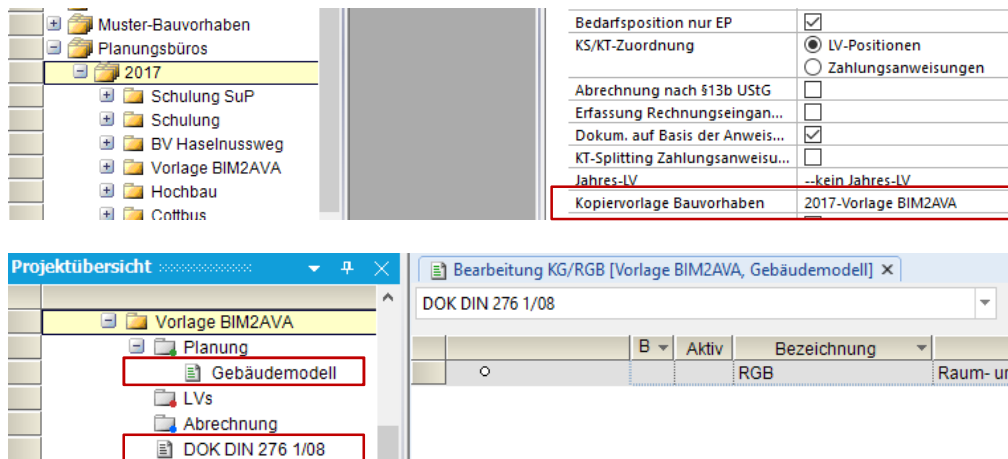 Muster-Bauvorhaben
Planungsbüros
2017
Schulung SuP
Schulung
BV Haselnussweg
Vorlage BIM2AVA
Hochbau
Cottbus
Bedarfsposition nur EP
KS/KT-Zuordnung
LV-Positionen
Zahlungsanweisungen
Abrechnung nach §13b UStG
Erfassung Rechnungseingan...
Dokum. auf Basis der Anweis...
KT-Splitting Zahlungsanweisu...
Jahres-LV --kein Jahres-LV
Kopiervorlage Bauvorhaben 2017-Vorlage BIM2AVA
Projektübersicht
Vorlage BIM2AVA
Planung
Gebäudemodell
LVs
Abrechnung
DOK DIN 276 1/08
Bearbeitung KG/RGB [Vorlage BIM2AVA, Gebäudemodell]
DOK DIN 276 1/08
B Aktiv Bezeichnung
RGB Raum- ur